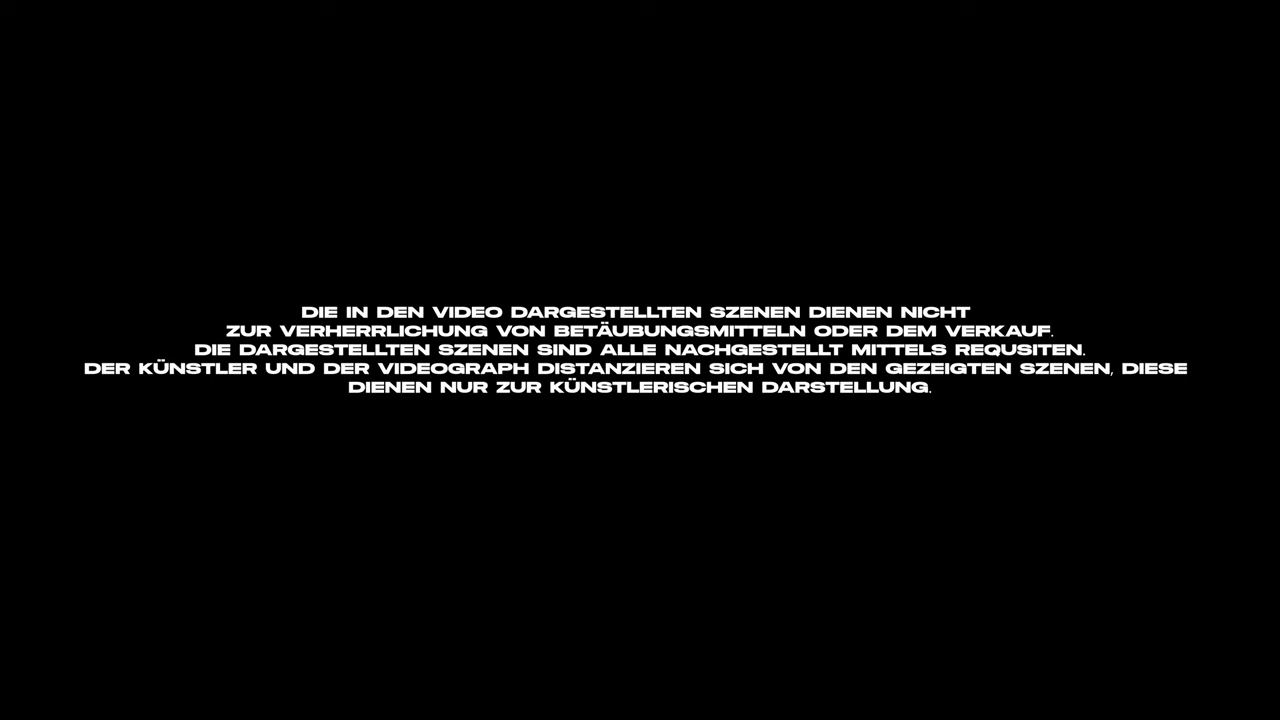 DIE IN DEN VIDEO DARGESTELLTEN SZENEN DIENEN NICHT
ZUR VERHERRLICHUNG VON BETÄUBUNGSMITTELN ODER DEM VERKAUF.
DIE DARGESTELLTEN SZENEN SIND ALLE NACHGESTELLT MITTELS REQUSITEN.
DER KÜNSTLER UND DER VIDEOGRAPH DISTANZIEREN SICH VON DEN GEZEIGTEN SZENEN, DIESE
DIENEN NUR ZUR KÜNSTLERISCHEN DARSTELLUNG.